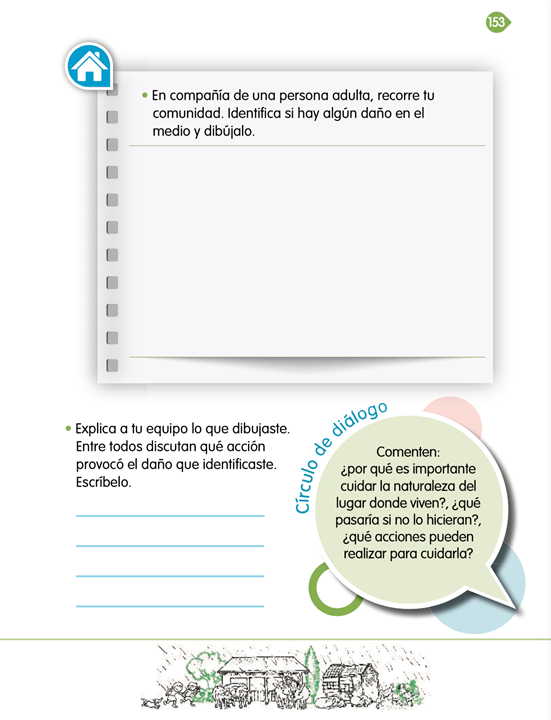 153
• En compañía de una persona adulta, recorre tu
comunidad. Identifica si hay algún daño en el
medio y dibújalo.
• Explica a tu equipo lo que dibujaste.
Entre todos discutan qué acción
provocó el daño que identificaste.
Escríbelo.
Círculo de diálogo
Comenten:
¿por qué es importante
cuidar la naturaleza del
lugar donde viven?, ¿qué
pasaría si no lo hicieran?,
¿qué acciones pueden
realizar para cuidarla?